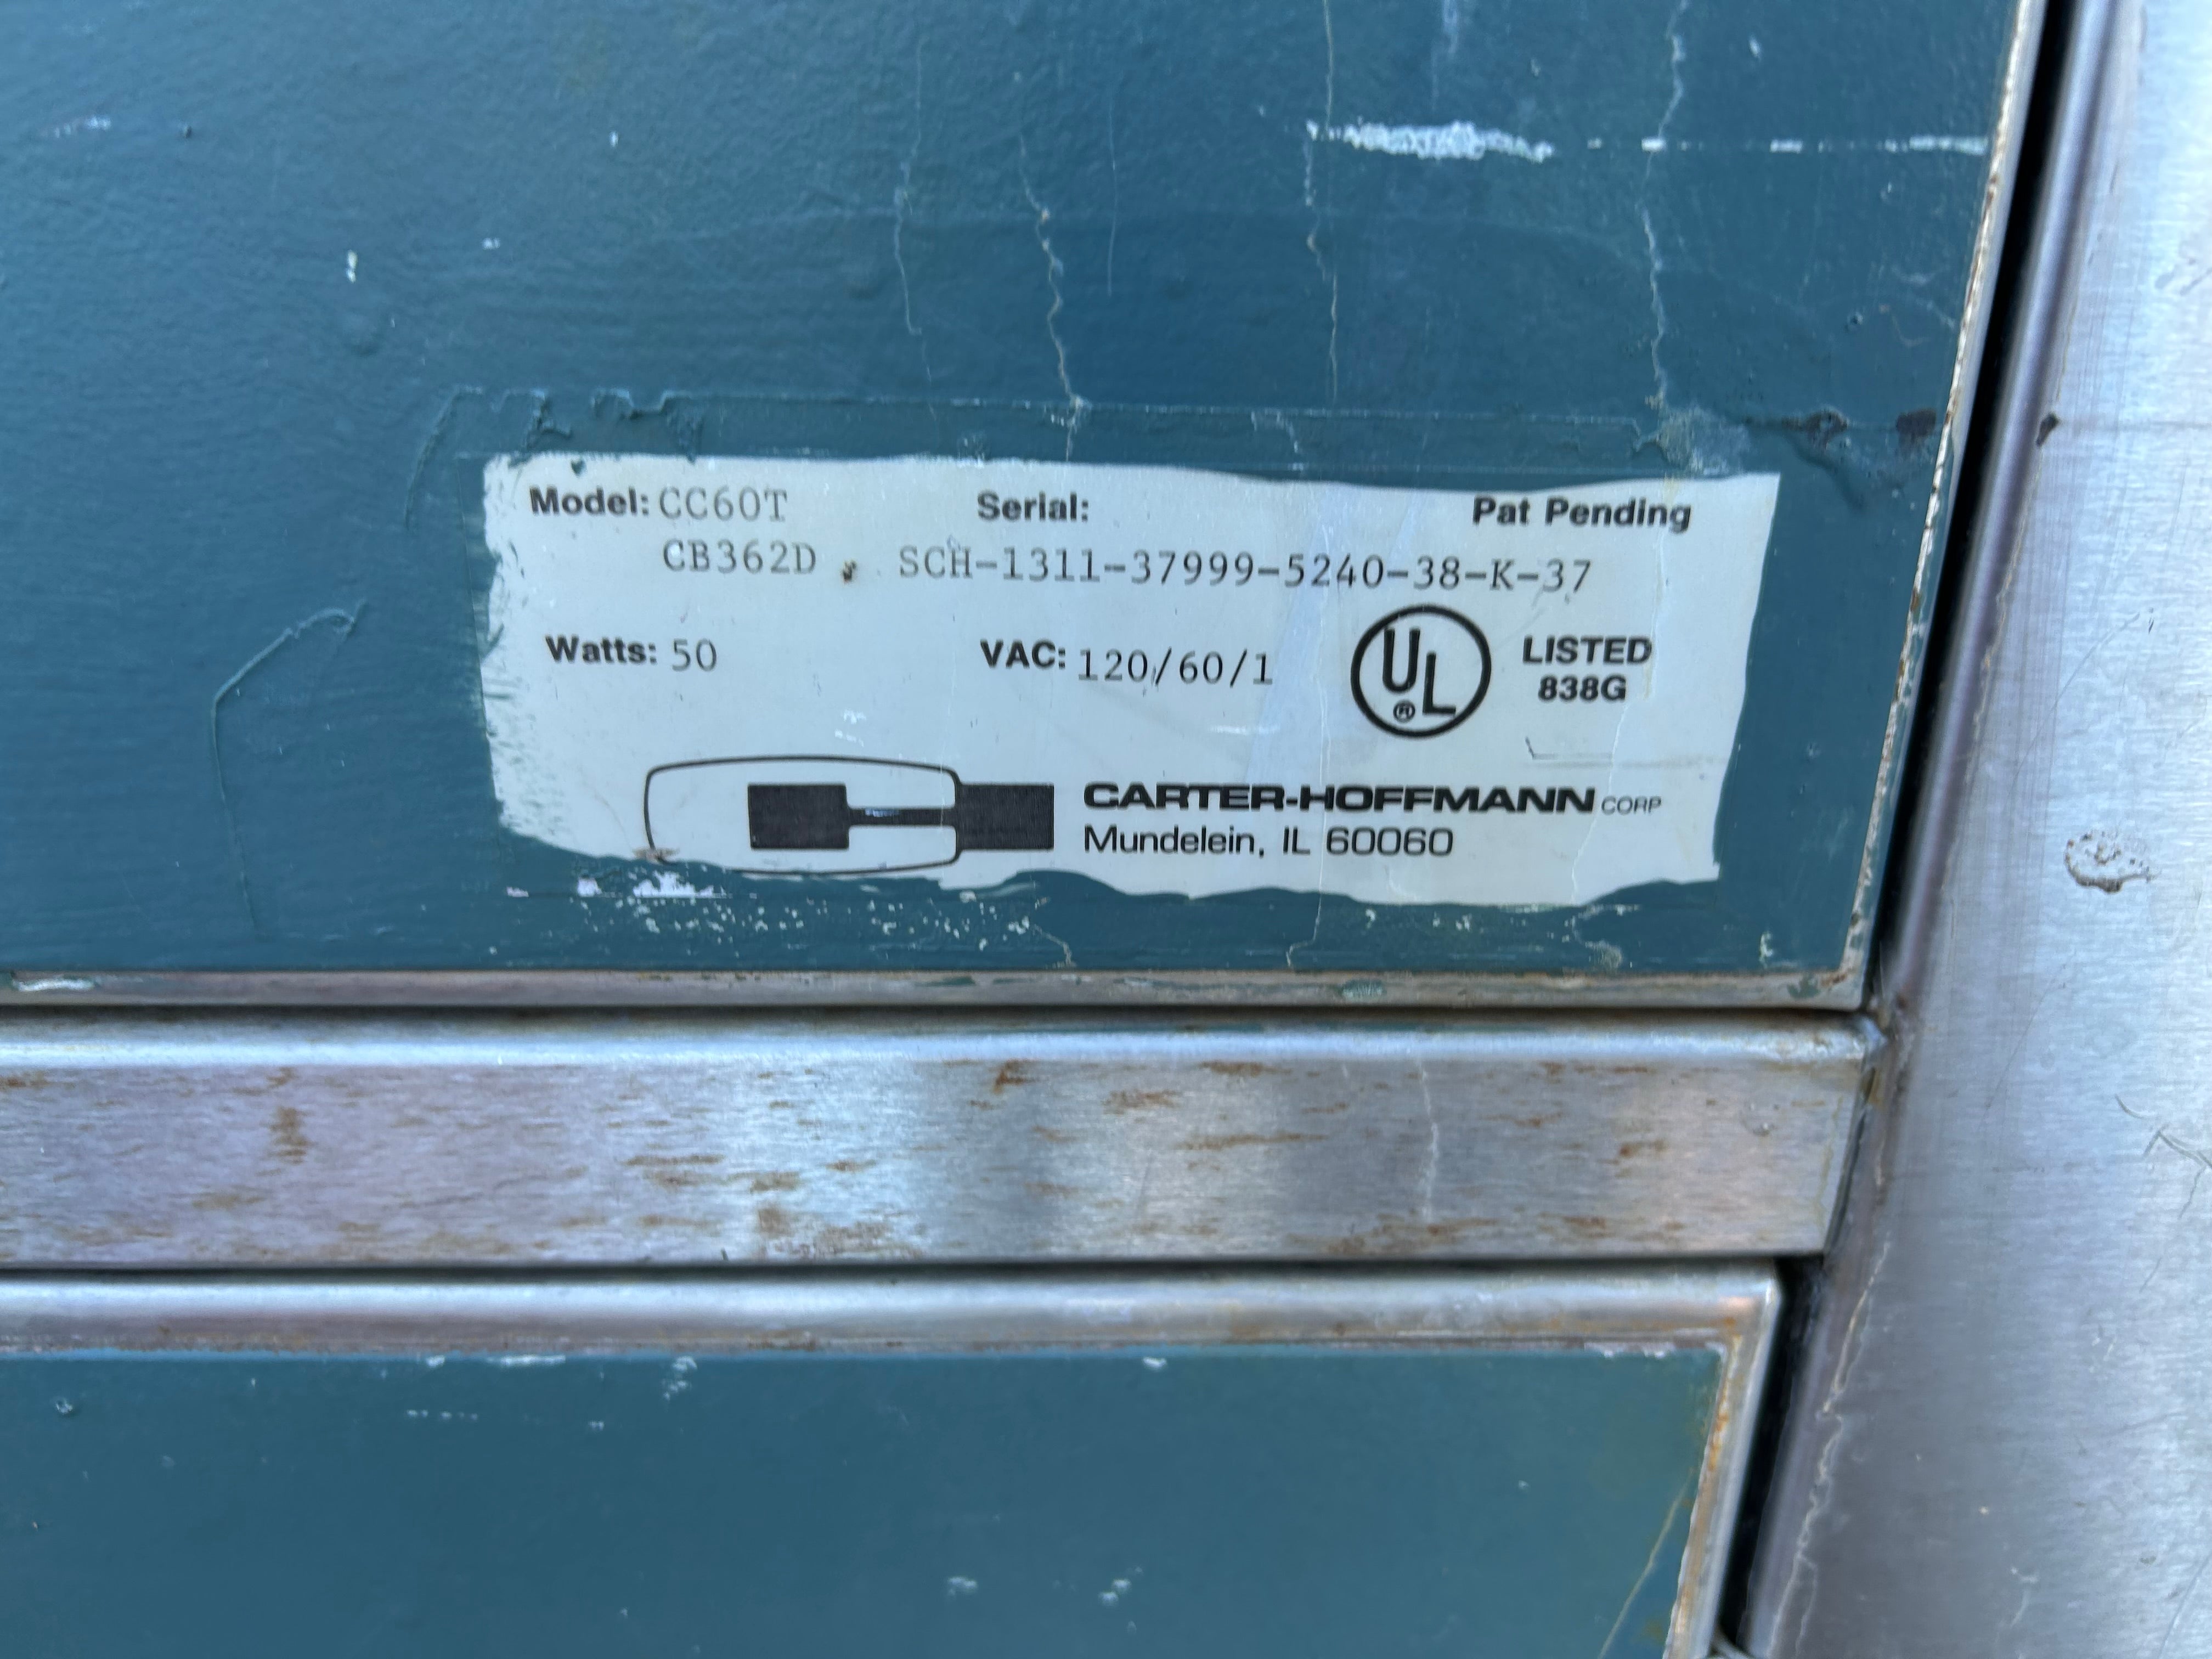 Model: CC60T Serial: Pat Pending
CB362D SCH-1311-37999-5240-38-K-37
Watts: 50 VAC: 120/60/1 UL ® LISTED
838G
CARTER-HOFFMANN CORP
Mundelein, IL 60060